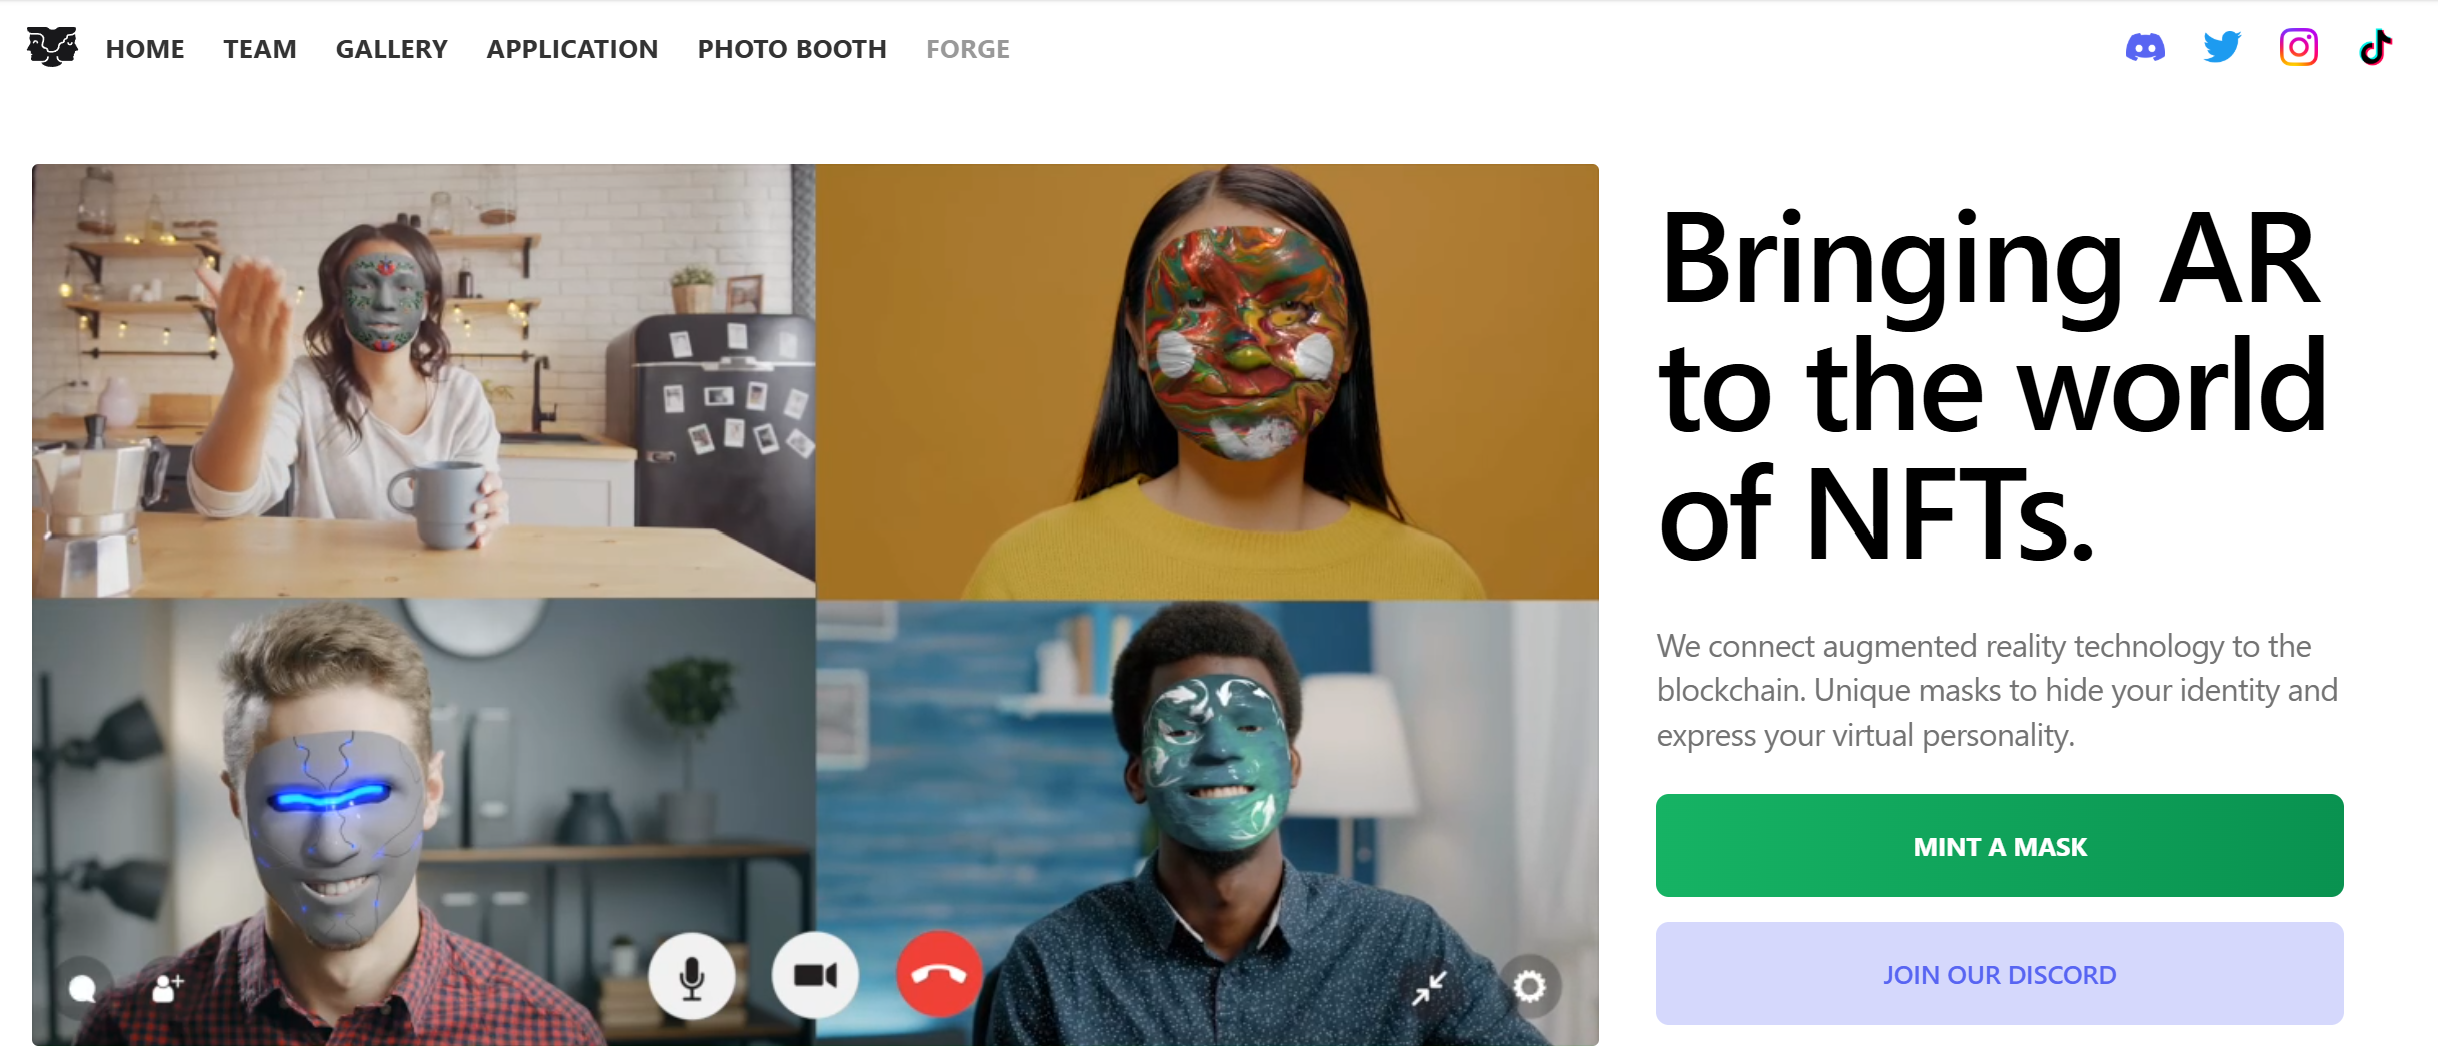 HOME
TEAM
GALLERY
APPLICATION
PHOTO BOOTH
FORGE
Bringing AR
to the world
of NFTs.
We connect augmented reality technology to the
blockchain. Unique masks to hide your identity and
express your virtual personality.
MINT A MASK
JOIN OUR DISCORD